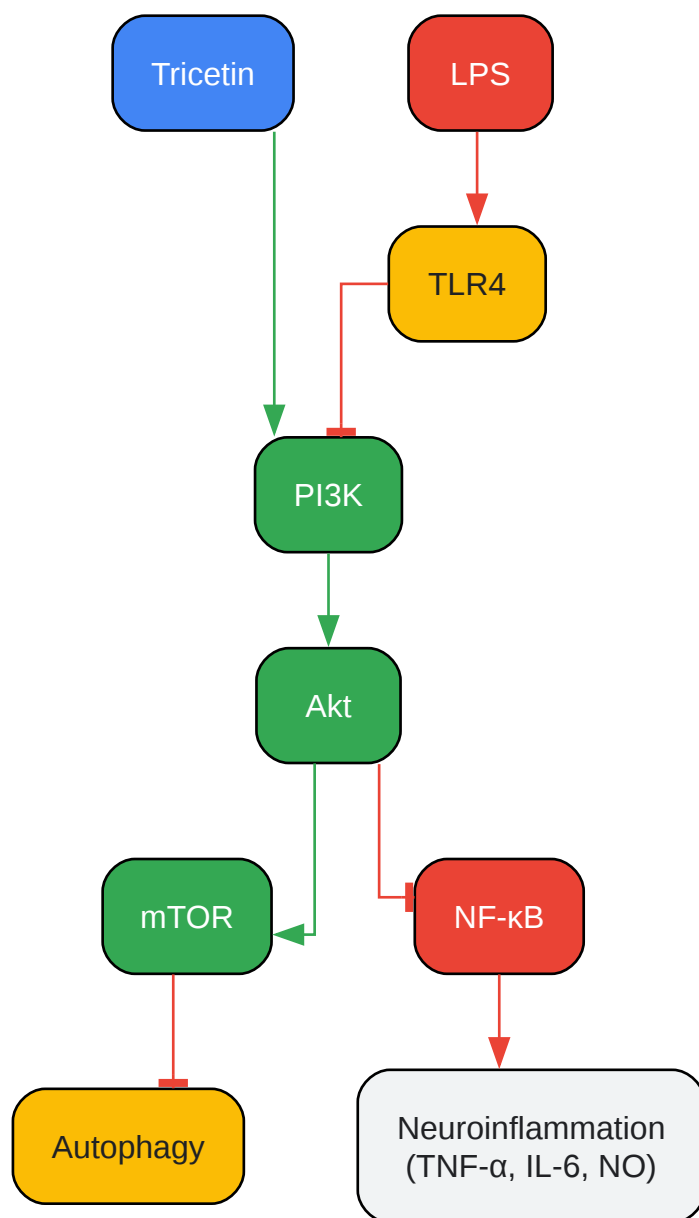 Tricetin
LPS
TLR4
PI3K
Akt
mTOR
NF-κB
Autophagy
Neuroinflammation
(TNF-α, IL-6, NO)